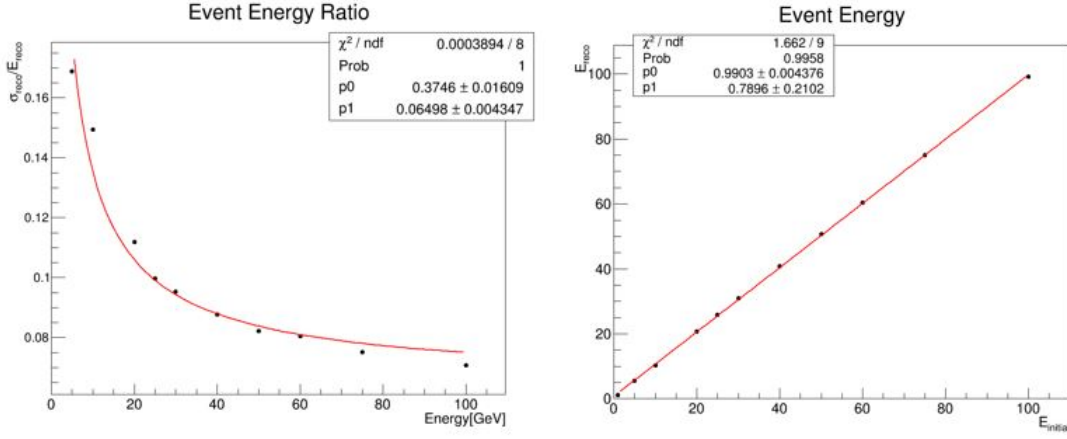 Event Energy Ratio
χ² / ndf 0.0003894 / 8
Prob 1
p0 0.3746 ± 0.01609
p1 0.06498 ± 0.004347
σreco/Ereco
0.16
0.14
0.12
0.1
0.08
0 20 40 60 80 100
Energy[GeV]
Event Energy
χ² / ndf 1.662 / 9
Prob 0.9958
p0 0.9903 ± 0.004376
p1 0.7896 ± 0.2102
Ereco
100
80
60
40
20
0
20 40 60 80 100
Einitial